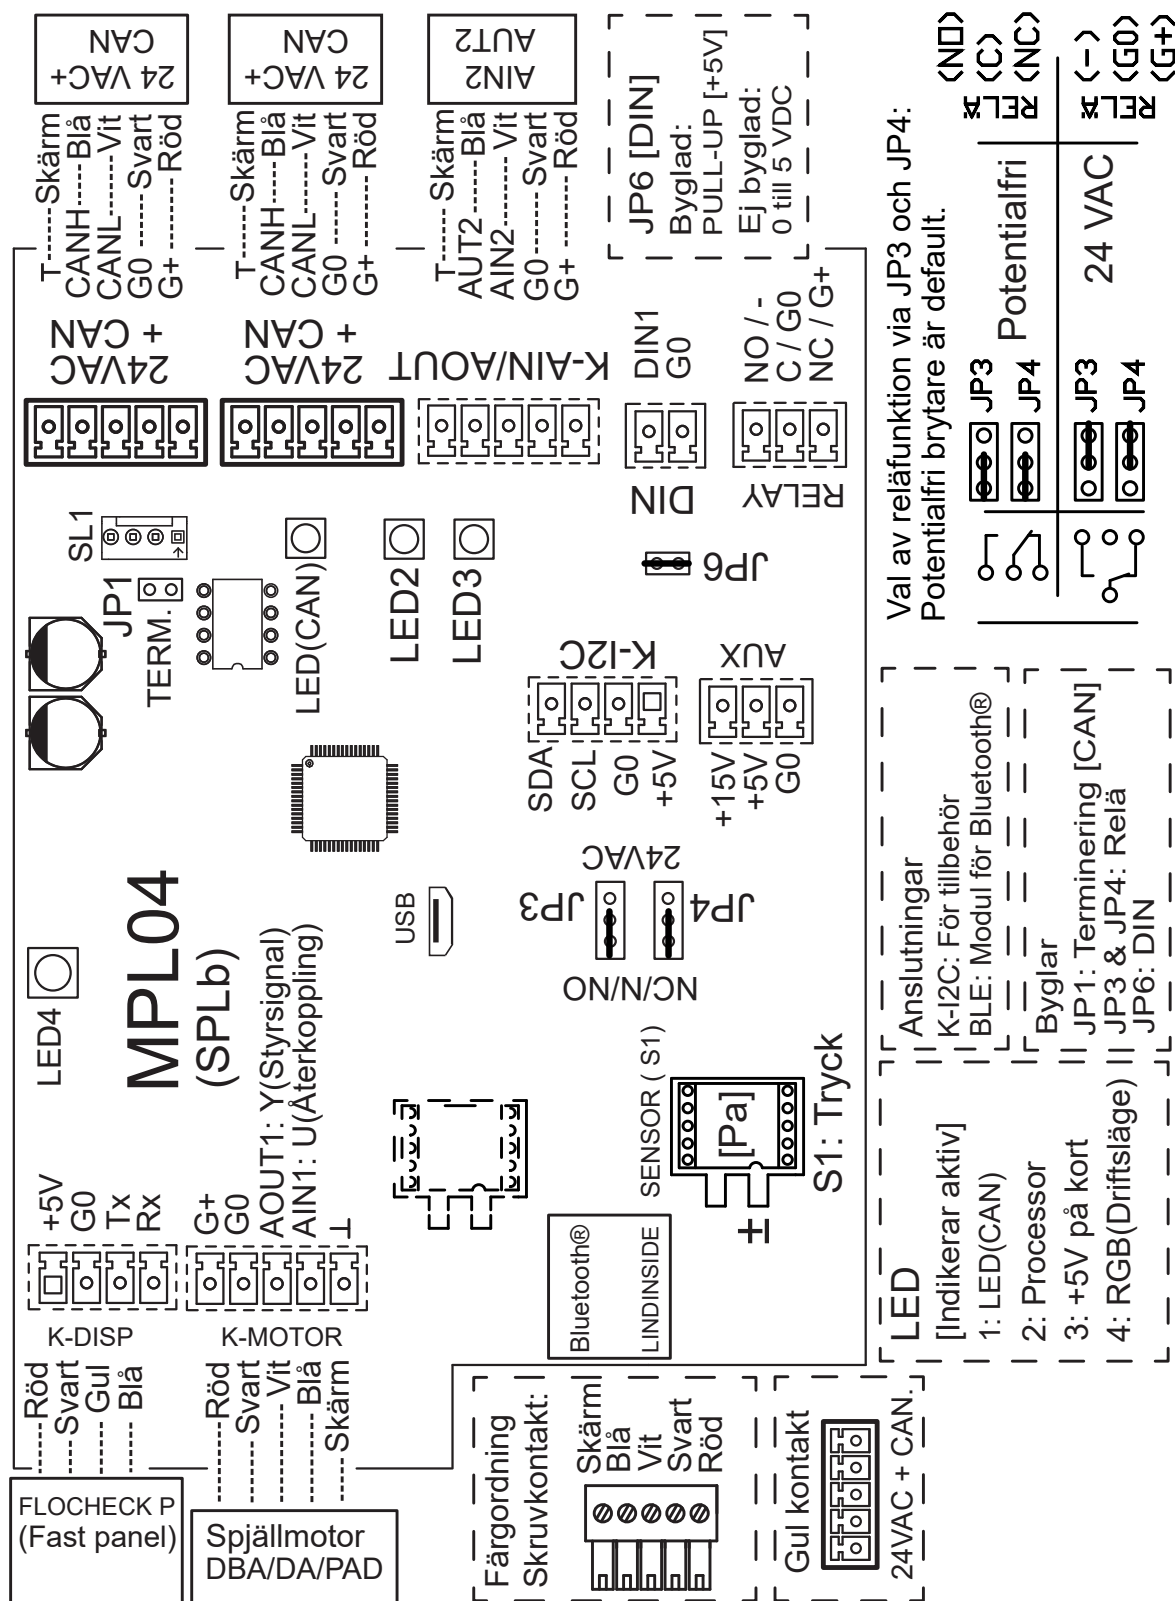 CAN
24 VAC+
T
Skärm
CANH
Blå
CANL
Vit
G0
Svart
G+
Röd
CAN
24 VAC+
T
Skärm
CANH
Blå
CANL
Vit
G0
Svart
G+
Röd
AUT2
AIN2
T
Skärm
AUT2
Blå
AIN2
Vit
G0
Svart
G+
Röd
JP6 [DIN]
Byglad:
PULL-UP [+5V]
Ej byglad:
0 till 5 VDC
24VAC
+ CAN
24VAC
+ CAN
K-AIN/AOUT
DIN1
G0
DIN
NO / -
C / G0
NC / G+
RELAY
SL1
JP1
TERM.
LED(CAN)
LED2
LED3
JP6
K-I2C
SDA
SCL
G0
+5V
AUX
+15V
+5V
G0
24VAC
JP3
JP4
NC/N/NO
USB
LED4
MPL04
(SPLb)
+5V
G0
Tx
Rx
K-DISP
G+
G0
AOUT1: Y(Styrsignal)
AIN1: U(Återkoppling)
⊥
K-MOTOR
SENSOR ( S1)
[Pa]
±
S1: Tryck
Bluetooth®
LINDINSIDE
Röd
Svart
Gul
Blå
FLOCHECK P
(Fast panel)
Röd
Svart
Vit
Blå
Skärm
Spjällmotor
DBA/DA/PAD
Färgordning
Skruvkontakt:
Skärm
Blå
Vit
Svart
Röd
Gul kontakt
24VAC + CAN.
LED
[Indikerar aktiv]
1: LED(CAN)
2: Processor
3: +5V på kort
4: RGB(Driftsläge)
Anslutningar
K-I2C: För tillbehör
BLE: Modul för Bluetooth®
Byglar
JP1: Terminering [CAN]
JP3 & JP4: Relä
JP6: DIN
Val av reläfunktion via JP3 och JP4:
Potentialfri brytare är default.
JP3
JP4
Potentialfri
RELÄ
(NO)
(C)
(NC)
JP3
JP4
24 VAC
RELÄ
(-)
(G0)
(G+)